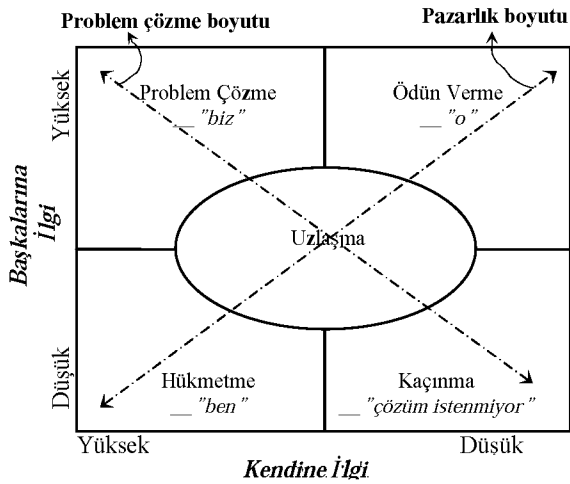 Problem çözme boyutu
Pazarlık boyutu
Yüksek
Problem Çözme
__ "biz"
Ödün Verme
__ "o"
Başkalarına
İlgi
Uzlaşma
Düşük
Hükmetme
__ "ben"
Kaçınma
__ "çözüm istenmiyor"
Yüksek
Düşük
Kendine İlgi